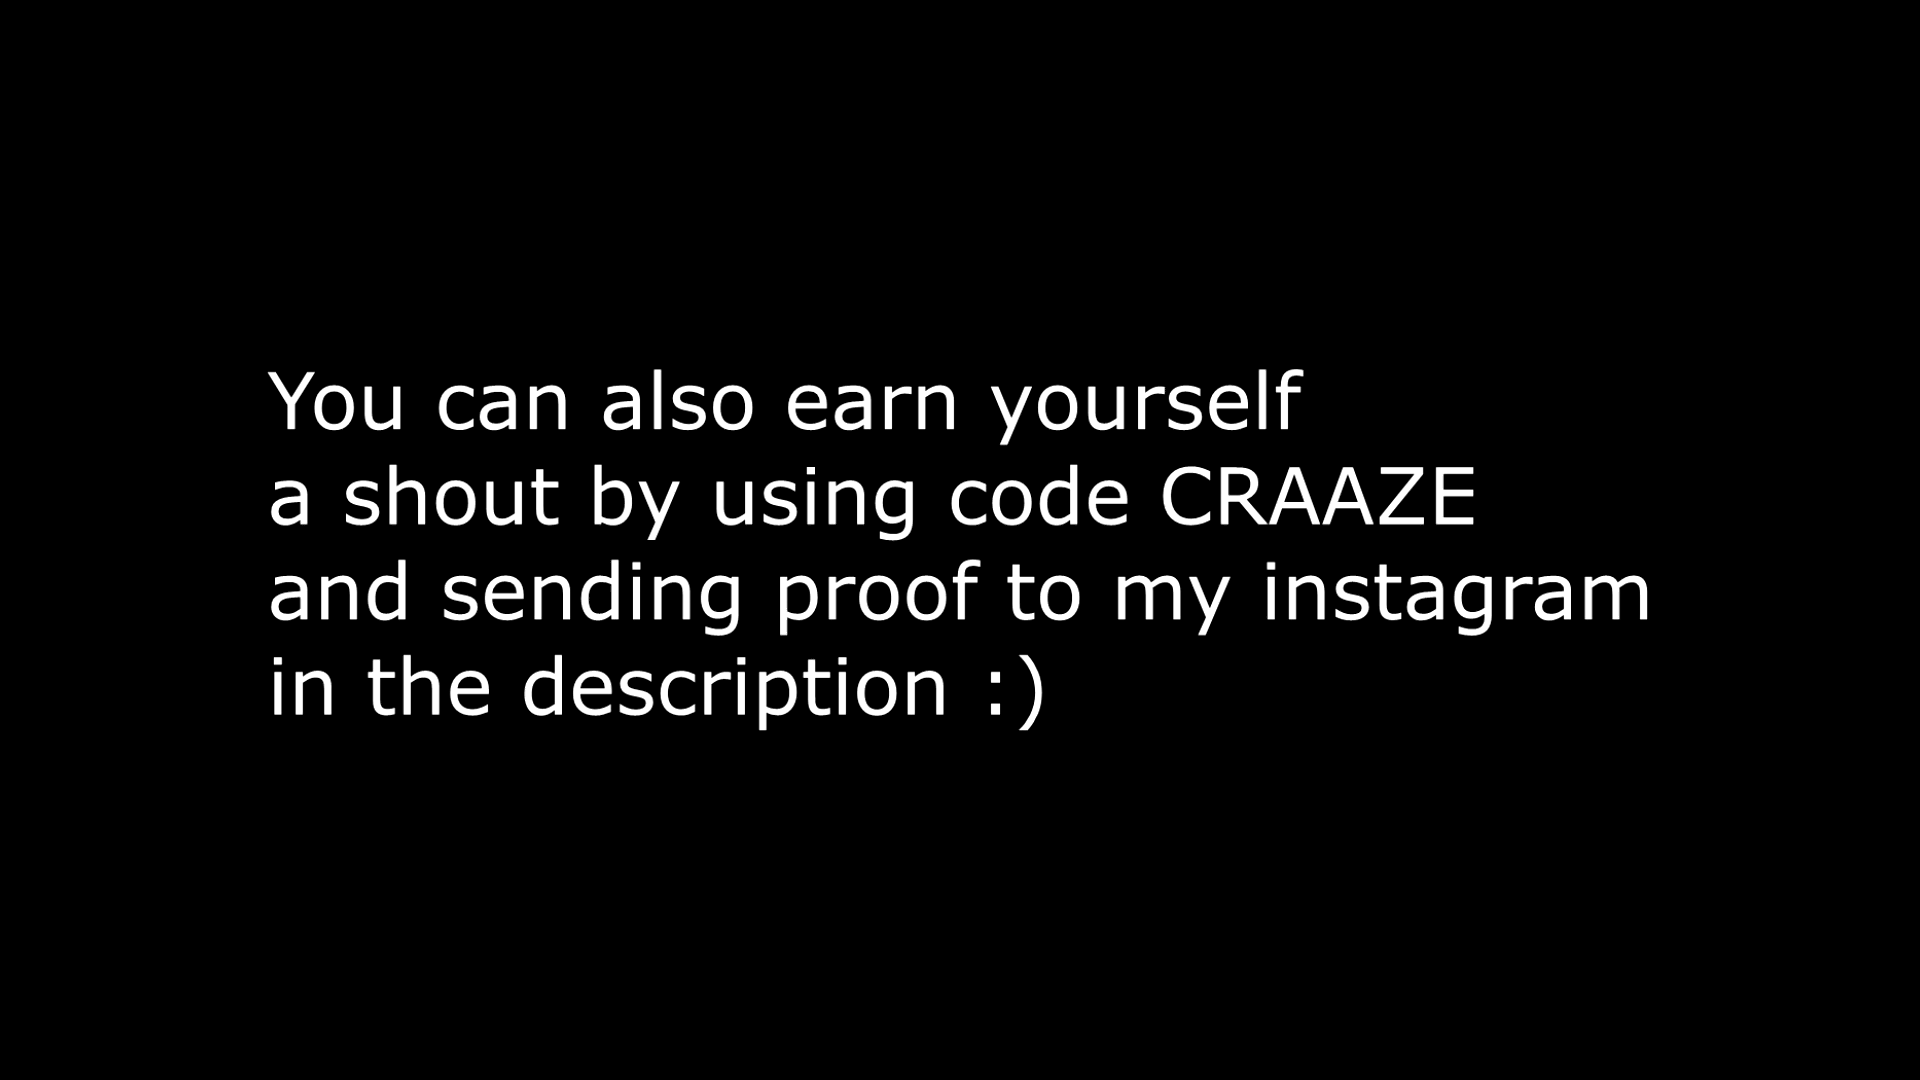 You can also earn yourself
a shout by using code CRAAZE
and sending proof to my instagram
in the description :)